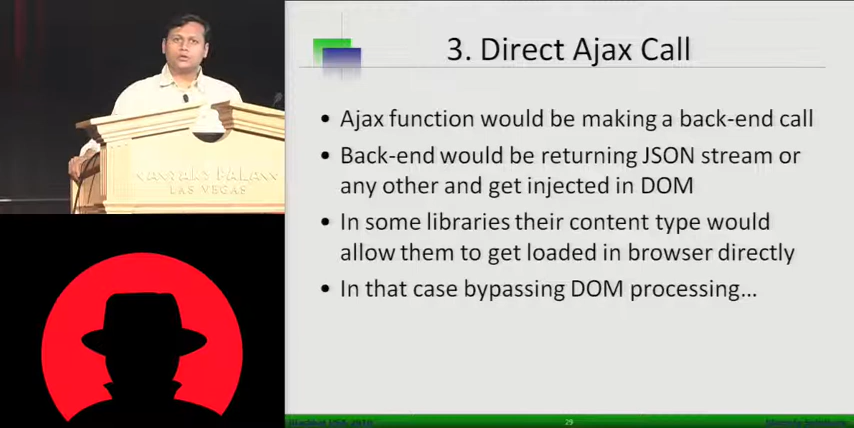 3. Direct Ajax Call
• Ajax function would be making a back-end call
• Back-end would be returning JSON stream or
any other and get injected in DOM
• In some libraries their content type would
allow them to get loaded in browser directly
• In that case bypassing DOM processing...
LAS VEGAS
29